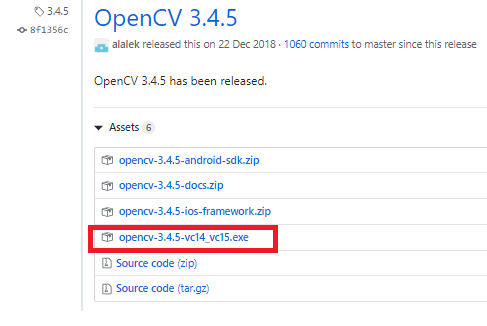 3.4.5
8f1356c
OpenCV 3.4.5
alalek released this on 22 Dec 2018 · 1060 commits to master since this release
OpenCV 3.4.5 has been released.
Assets 6
opencv-3.4.5-android-sdk.zip
opencv-3.4.5-docs.zip
opencv-3.4.5-ios-framework.zip
opencv-3.4.5-vc14_vc15.exe
Source code (zip)
Source code (tar.gz)